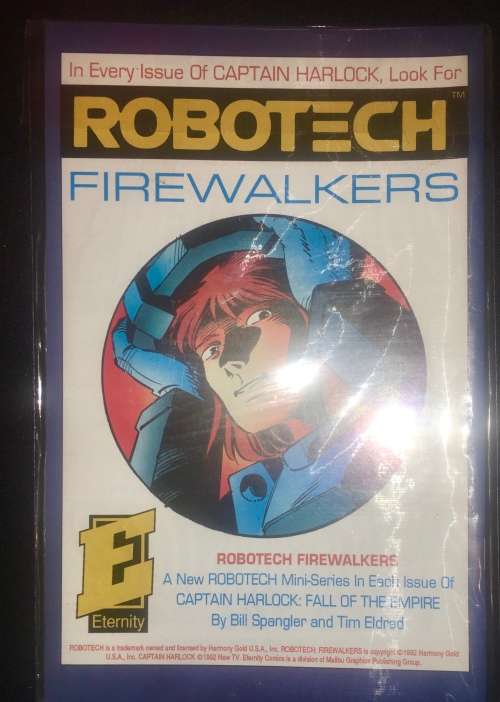 In Every Issue Of CAPTAIN HARLOCK, Look For
ROBOTECH TM
FIREWALKERS
E
Eternity
ROBOTECH FIREWALKERS
A New ROBOTECH Mini-Series In Each Issue Of
CAPTAIN HARLOCK: FALL OF THE EMPIRE
By Bill Spangler and Tim Eldred
ROBOTECH is a trademark owned and licensed by Harmony Gold U.S.A., Inc. ROBOTECH: FIREWALKERS is copyright © 1992 Harmony Gold
U.S.A., Inc. CAPTAIN HARLOCK © 1992 New TV. Eternity Comics is a division of Malibu Graphics Publishing Group.